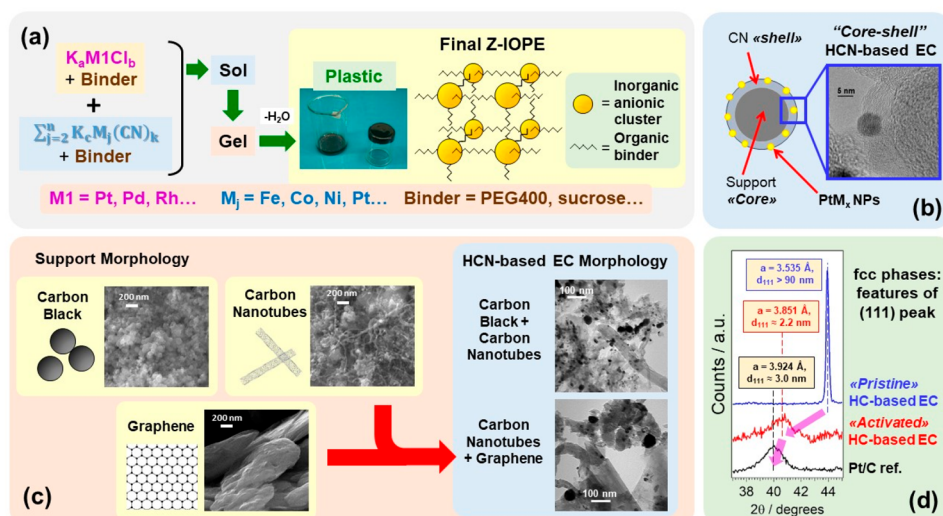 (a)
KaM1Clb
+ Binder
+
∑ⁿj=2 KcMj(CN)k
+ Binder
Sol
Gel
-H₂O
Final Z-IOPE
Plastic
= Inorganic
anionic
cluster
= Organic
binder
M1 = Pt, Pd, Rh…
Mj = Fe, Co, Ni, Pt…
Binder = PEG400, sucrose…
"Core-shell"
HCN-based EC
CN «shell»
5 nm
Support
«Core»
PtMx NPs
(b)
Support Morphology
Carbon
Black
200 nm
Carbon
Nanotubes
200 nm
Graphene
200 nm
(c)
HCN-based EC Morphology
Carbon
Black +
Carbon
Nanotubes
100 nm
Carbon
Nanotubes
+ Graphene
100 nm
Counts / a.u.
a = 3.535 Å,
d₁₁₁ > 90 nm
a = 3.851 Å,
d₁₁₁ ≈ 2.2 nm
a = 3.924 Å,
d₁₁₁ ≈ 3.0 nm
fcc phases:
features of
(111) peak
«Pristine»
HC-based EC
«Activated»
HC-based EC
Pt/C ref.
38 40 42 44
2θ / degrees
(d)